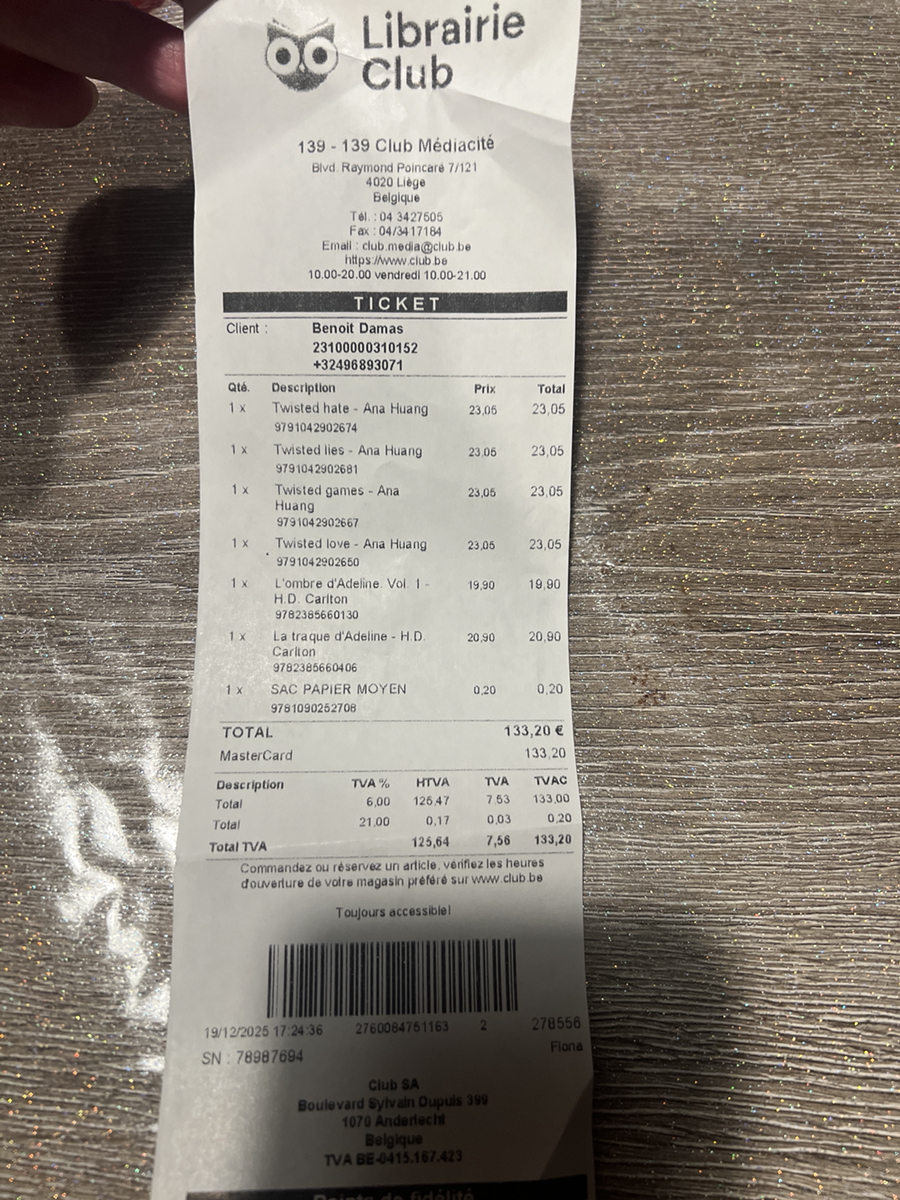 Librairie
Club
139 - 139 Club Médiacité
Blvd. Raymond Poincaré 7/121
4020 Liège
Belgique
Tél. : 04 3427505
Fax : 04/3417184
Email : club.media@club.be
https://www.club.be
10.00-20.00 vendredi 10.00-21.00
TICKET
Client : Benoit Damas
23100000310152
+32496893071
Qté. Description Prix Total
1 x Twisted hate - Ana Huang 23,05 23,05
9791042902674
1 x Twisted lies - Ana Huang 23,05 23,05
9791042902681
1 x Twisted games - Ana 23,05 23,05
Huang
9791042902667
1 x Twisted love - Ana Huang 23,05 23,05
9791042902650
1 x L'ombre d'Adeline. Vol. 1 - 19,90 19,90
H.D. Carlton
9782385660130
1 x La traque d'Adeline - H.D. 20,90 20,90
Carlton
9782385660406
1 x SAC PAPIER MOYEN 0,20 0,20
9781090252708
TOTAL 133,20 €
MasterCard 133,20
Description TVA % HTVA TVA TVAC
Total 6,00 125,47 7,53 133,00
Total 21,00 0,17 0,03 0,20
Total TVA 125,64 7,56 133,20
Commandez ou réservez un article, vérifiez les heures
d'ouverture de votre magasin préféré sur www.club.be
Toujours accessible!
19/12/2025 17:24:36 2760084751163 2 278556
SN : 78987694 Fiona
Club SA
Boulevard Sylvain Dupuis 399
1070 Anderlecht
Belgique
TVA BE-0415.167.423
Points de fidélité